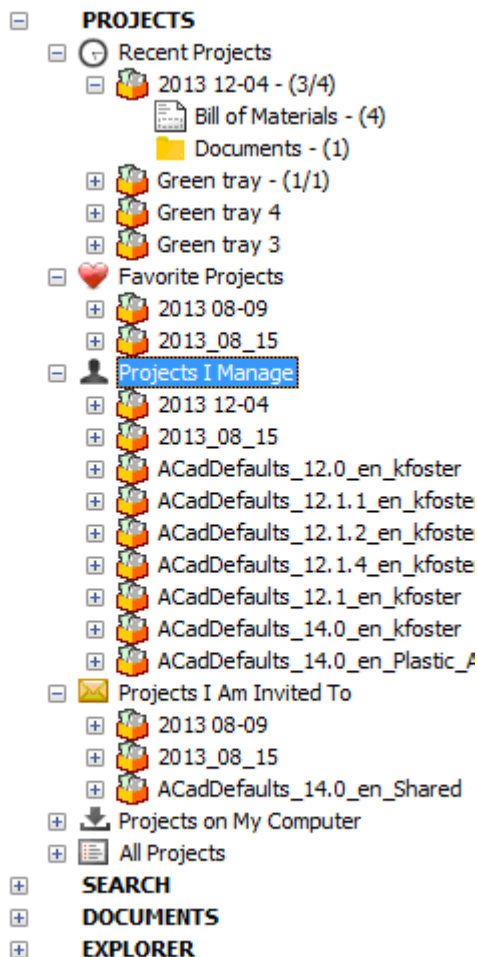 PROJECTS
Recent Projects
2013 12-04 - (3/4)
Bill of Materials - (4)
Documents - (1)
Green tray - (1/1)
Green tray 4
Green tray 3
Favorite Projects
2013 08-09
2013_08_15
Projects I Manage
2013 12-04
2013_08_15
ACadDefaults_12.0_en_kfoster
ACadDefaults_12.1.1_en_kfoste
ACadDefaults_12.1.2_en_kfoste
ACadDefaults_12.1.4_en_kfoste
ACadDefaults_12.1_en_kfoster
ACadDefaults_14.0_en_kfoster
ACadDefaults_14.0_en_Plastic_A
Projects I Am Invited To
2013 08-09
2013_08_15
ACadDefaults_14.0_en_Shared
Projects on My Computer
All Projects
SEARCH
DOCUMENTS
EXPLORER